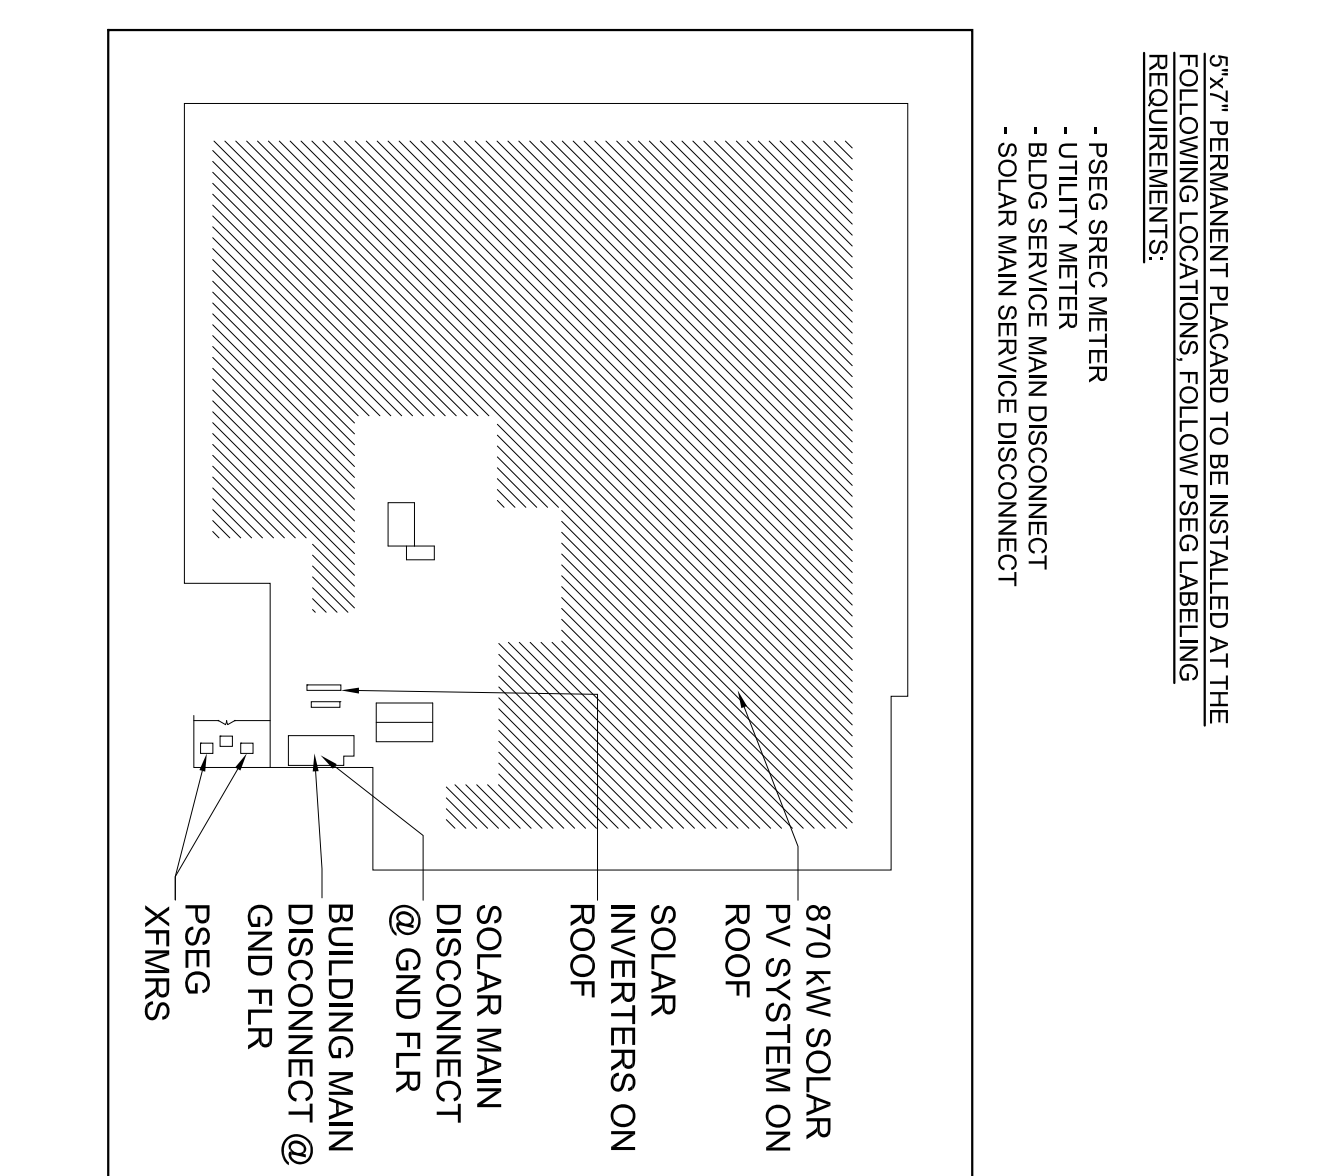 5"x7" PERMANENT PLACARD TO BE INSTALLED AT THE
FOLLOWING LOCATIONS, FOLLOW PSEG LABELING
REQUIREMENTS:
- PSEG SREC METER
- UTILITY METER
- BLDG SERVICE MAIN DISCONNECT
- SOLAR MAIN SERVICE DISCONNECT
870 kW SOLAR
PV SYSTEM ON
ROOF
SOLAR
INVERTERS ON
ROOF
SOLAR MAIN
DISCONNECT
@ GND FLR
BUILDING MAIN
DISCONNECT @
GND FLR
PSEG
XFMRS